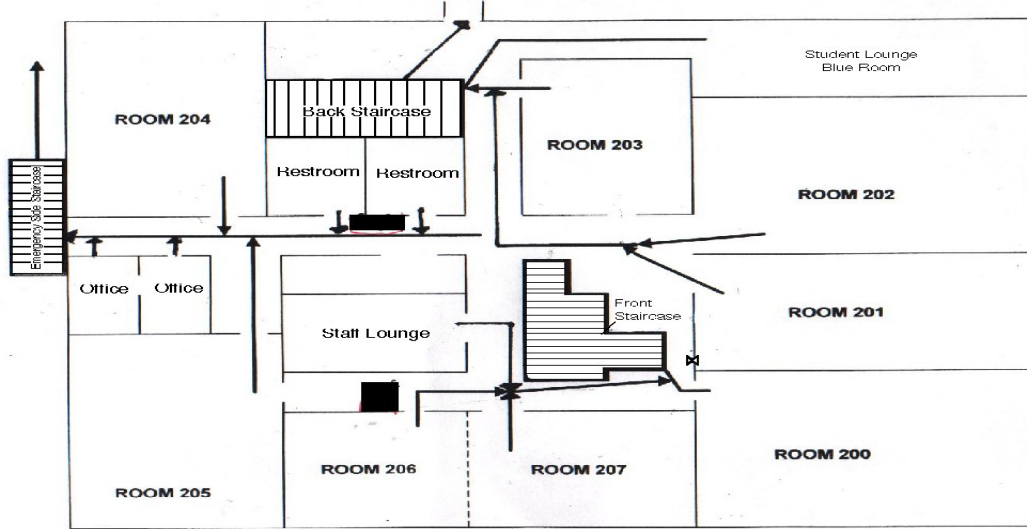 Student Lounge
Blue Room
Back Staircase
ROOM 204
ROOM 203
Restroom
Restroom
ROOM 202
Emergency Side Staircase
Office
Office
Front
Staircase
ROOM 201
Staff Lounge
ROOM 200
ROOM 206
ROOM 207
ROOM 205